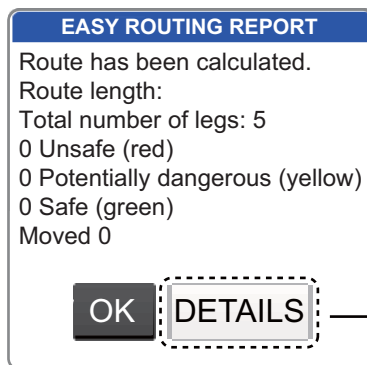 EASY ROUTING REPORT
Route has been calculated.
Route length:
Total number of legs: 5
0 Unsafe (red)
0 Potentially dangerous (yellow)
0 Safe (green)
Moved 0
OK DETAILS